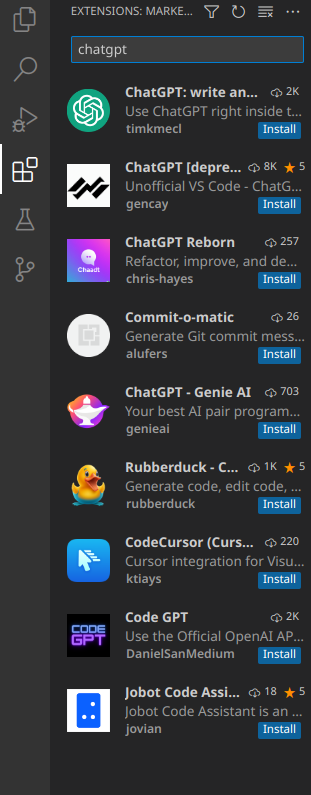 EXTENSIONS: MARKE...
chatgpt
ChatGPT: write an... 2K
Use ChatGPT right inside t...
timkmecl Install
ChatGPT [depre... 8K 5
Unofficial VS Code - ChatG...
gencay Install
ChatGPT Reborn 257
Refactor, improve, and de...
Chaadt
chris-hayes Install
Commit-o-matic 26
Generate Git commit mess...
alufers Install
ChatGPT - Genie AI 703
Your best AI pair program...
genieai Install
Rubberduck - C... 1K 5
Generate code, edit code, ...
rubberduck Install
CodeCursor (Curs... 220
Cursor integration for Visu...
ktiays Install
Code GPT 2K
CODE
GPT
Use the Official OpenAI AP...
DanielSanMedium Install
Jobot Code Assi... 18 5
Jobot Code Assistant is an ...
jovian Install